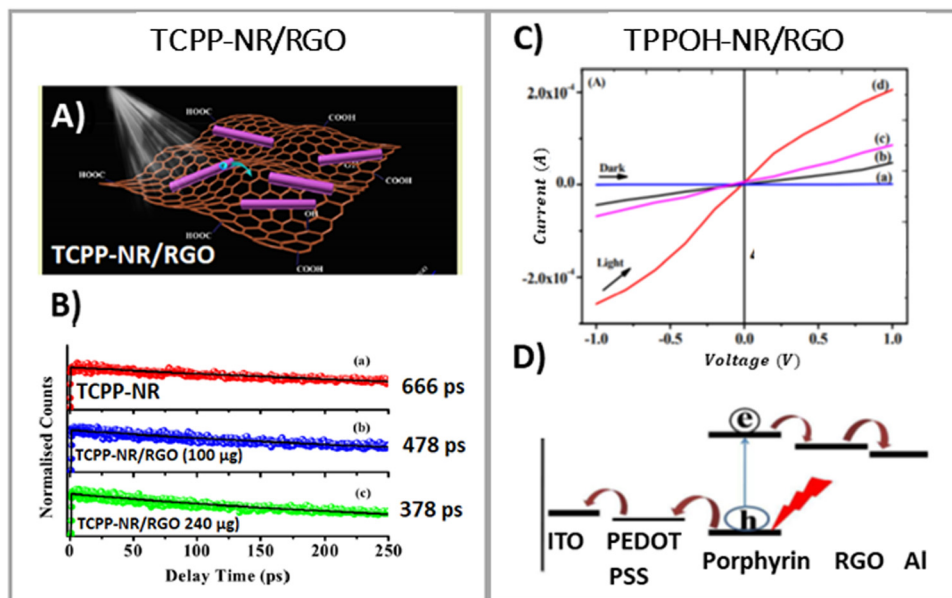 TCPP-NR/RGO
A)
HOOC
COOH
HOOC
OH
COOH
OH
HOOC
COOH
TCPP-NR/RGO
B)
Normalised Counts
(a)
TCPP-NR
666 ps
(b)
TCPP-NR/RGO (100 µg)
478 ps
(c)
TCPP-NR/RGO 240 µg)
378 ps
0 50 100 150 200 250
Delay Time (ps)
TPPOH-NR/RGO
C)
(A)
2.0x10⁻⁴
0.0
-2.0x10⁻⁴
Current (A)
(d)
(c)
(b)
(a)
Dark
Light
-1.0 -0.5 0.0 0.5 1.0
Voltage (V)
D)
e
h
ITO PEDOT Porphyrin RGO Al
PSS